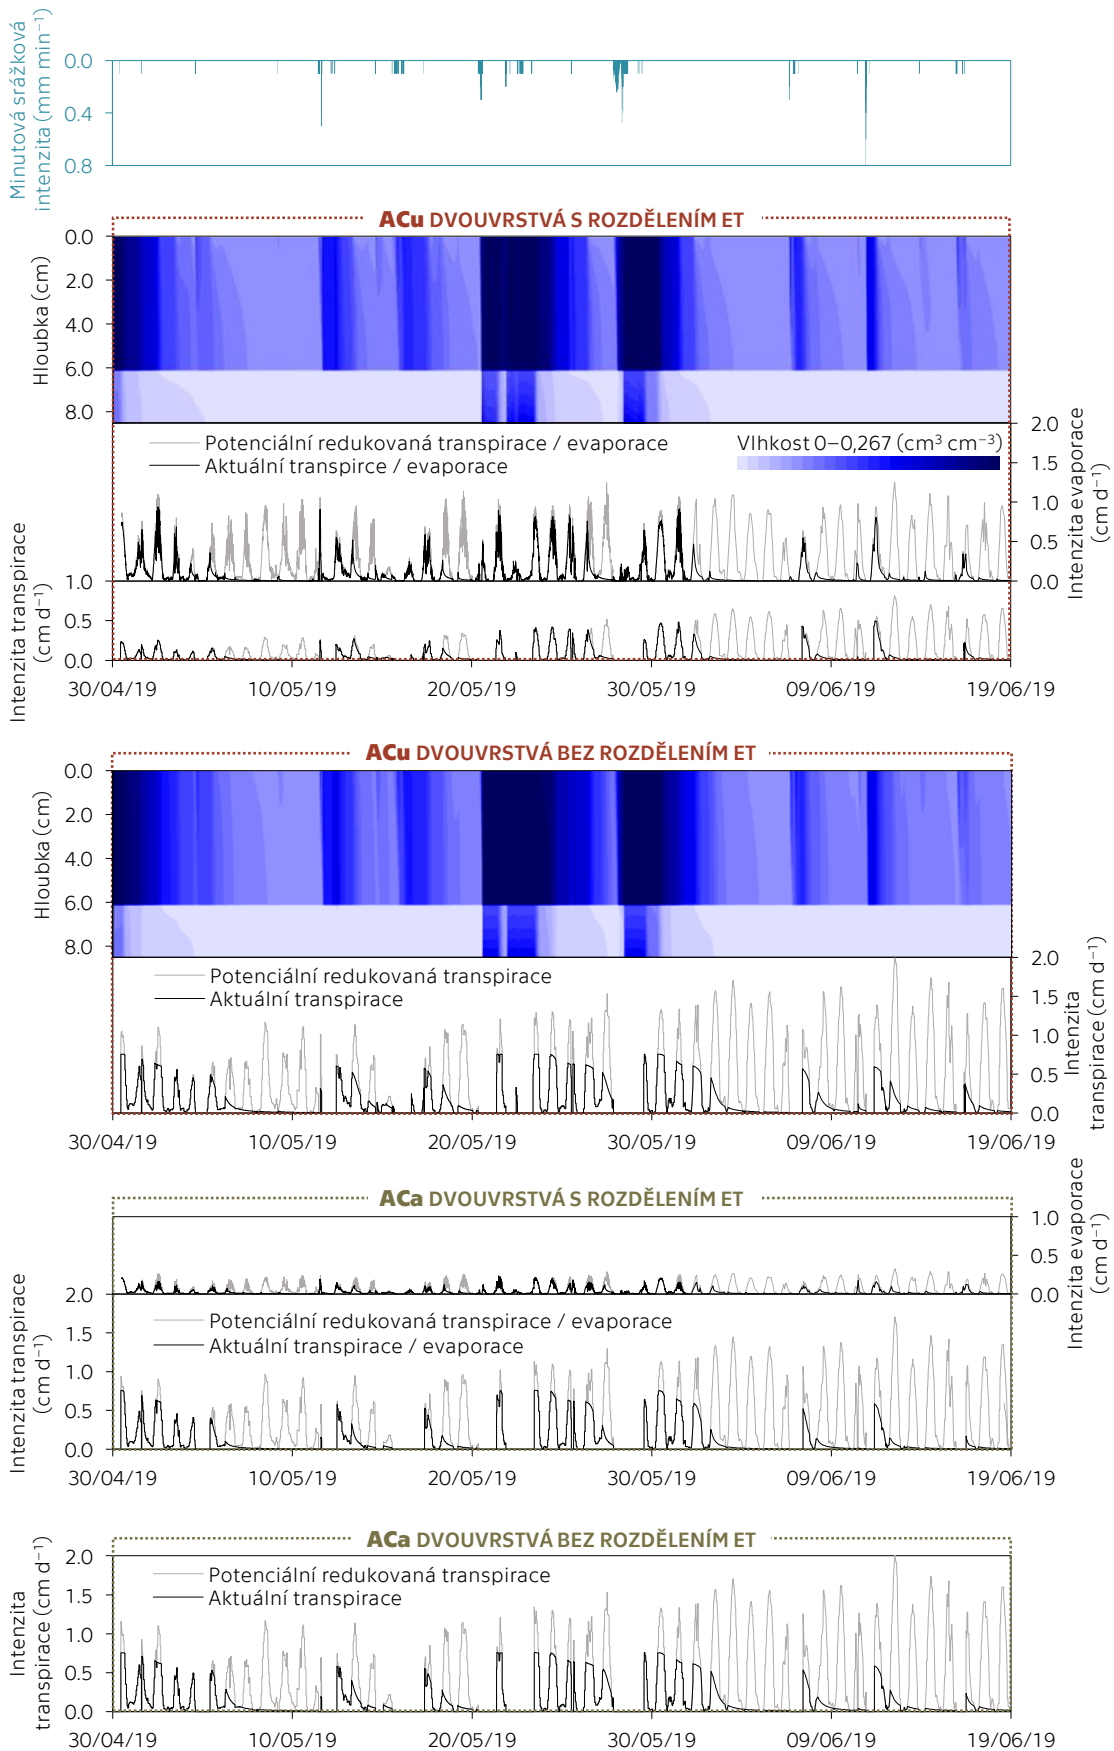 Minutová srážková
intenzita (mm min⁻¹)
0.0
0.4
0.8
ACu DVOUVRSTVÁ S ROZDĚLENÍM ET
Hloubka (cm)
0.0
2.0
4.0
6.0
8.0
Potenciální redukovaná transpirace / evaporace
Aktuální transpirce / evaporace
Vlhkost 0–0,267 (cm³ cm⁻³)
2.0
1.5
1.0
0.5
0.0
Intenzita evaporace
(cm d⁻¹)
Intenzita transpirace
(cm d⁻¹)
1.0
0.5
0.0
30/04/19 10/05/19 20/05/19 30/05/19 09/06/19 19/06/19
ACu DVOUVRSTVÁ BEZ ROZDĚLENÍM ET
Hloubka (cm)
0.0
2.0
4.0
6.0
8.0
Potenciální redukovaná transpirace
Aktuální transpirace
2.0
1.5
1.0
0.5
0.0
Intenzita
transpirace (cm d⁻¹)
30/04/19 10/05/19 20/05/19 30/05/19 09/06/19 19/06/19
ACa DVOUVRSTVÁ S ROZDĚLENÍM ET
1.0
0.5
0.0
Intenzita evaporace
(cm d⁻¹)
Intenzita transpirace
(cm d⁻¹)
2.0
1.5
1.0
0.5
0.0
Potenciální redukovaná transpirace / evaporace
Aktuální transpirace / evaporace
30/04/19 10/05/19 20/05/19 30/05/19 09/06/19 19/06/19
ACa DVOUVRSTVÁ BEZ ROZDĚLENÍM ET
Intenzita
transpirace (cm d⁻¹)
2.0
1.5
1.0
0.5
0.0
Potenciální redukovaná transpirace
Aktuální transpirace
30/04/19 10/05/19 20/05/19 30/05/19 09/06/19 19/06/19